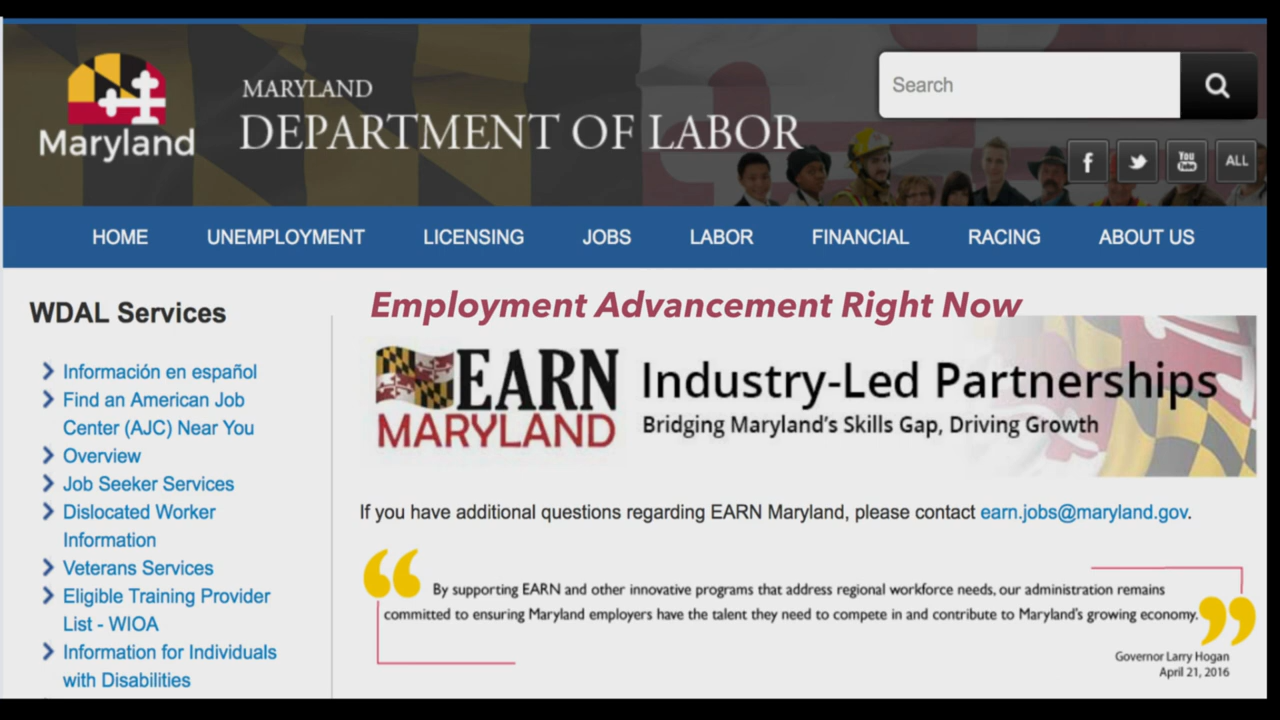 Maryland
MARYLAND
DEPARTMENT OF LABOR
Search
f
You
Tube
ALL
HOME
UNEMPLOYMENT
LICENSING
JOBS
LABOR
FINANCIAL
RACING
ABOUT US
WDAL Services
Información en español
Find an American Job
Center (AJC) Near You
Overview
Job Seeker Services
Dislocated Worker
Information
Veterans Services
Eligible Training Provider
List - WIOA
Information for Individuals
with Disabilities
Employment Advancement Right Now
EARN
MARYLAND
Industry-Led Partnerships
Bridging Maryland's Skills Gap, Driving Growth
If you have additional questions regarding EARN Maryland, please contact earn.jobs@maryland.gov.
“ By supporting EARN and other innovative programs that address regional workforce needs, our administration remains
committed to ensuring Maryland employers have the talent they need to compete in and contribute to Maryland's growing economy. ”
Governor Larry Hogan
April 21, 2016